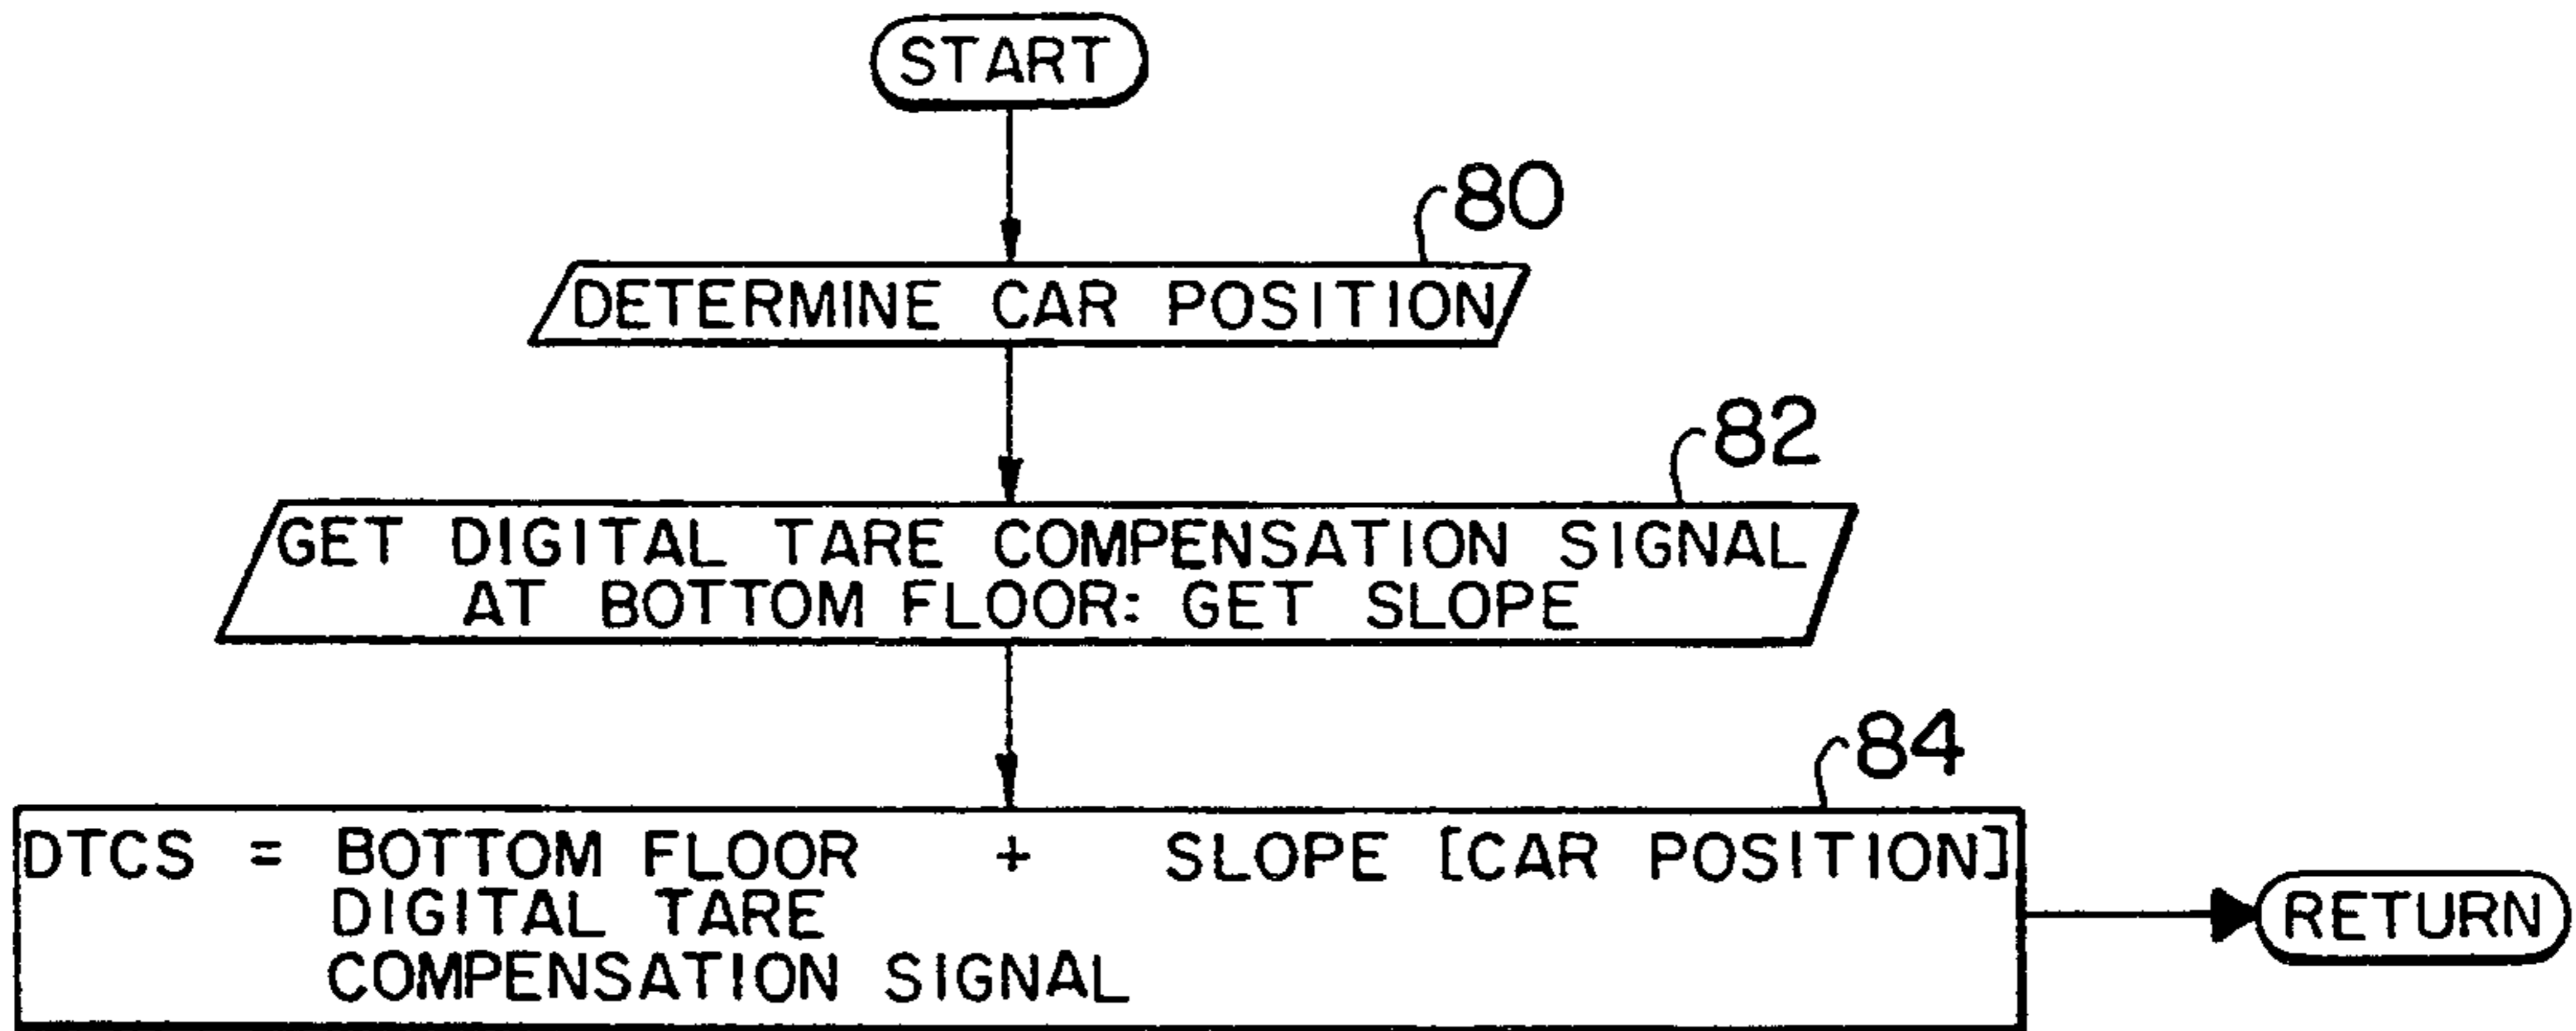 START
80
DETERMINE CAR POSITION
82
GET DIGITAL TARE COMPENSATION SIGNAL
AT BOTTOM FLOOR: GET SLOPE
84
DTCS = BOTTOM FLOOR + SLOPE [CAR POSITION]
DIGITAL TARE
COMPENSATION SIGNAL
RETURN